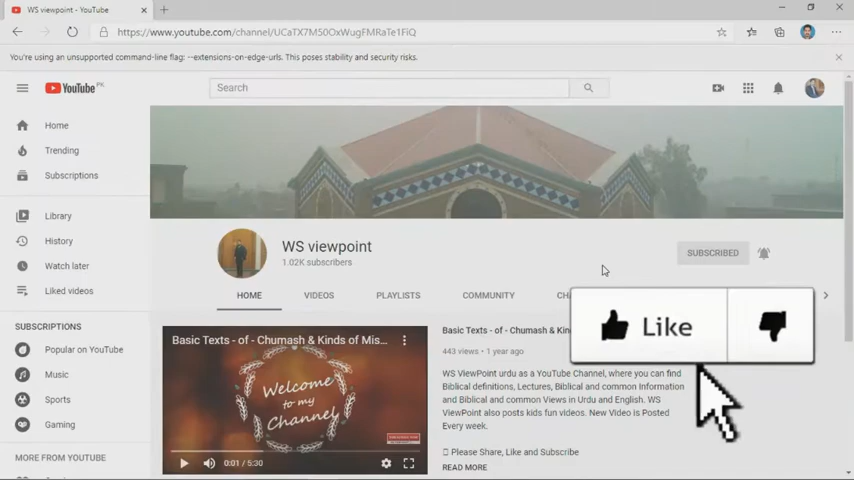 WS viewpoint - YouTube
https://www.youtube.com/channel/UCaTX7M50OxWugFMRaTe1FiQ
You're using an unsupported command-line flag: --extensions-on-edge-urls. This poses stability and security risks.
YouTube PK
Search
Home
Trending
Subscriptions
Library
History
Watch later
Liked videos
SUBSCRIPTIONS
Popular on YouTube
Music
Sports
Gaming
MORE FROM YOUTUBE
WS viewpoint
1.02K subscribers
SUBSCRIBED
HOME VIDEOS PLAYLISTS COMMUNITY
Like
Basic Texts - of - Chumash & Kinds of Mis...
Welcome
to my
Channel
0:01 / 5:30
Basic Texts - of - Chumash & Kin
443 views • 1 year ago
WS ViewPoint urdu as a YouTube Channel, where you can find
Biblical definitions, Lectures, Biblical and common Information
and Biblical and common Views in Urdu and English. WS
ViewPoint also posts kids fun videos. New Video is Posted
Every week.
Please Share, Like and Subscribe
READ MORE